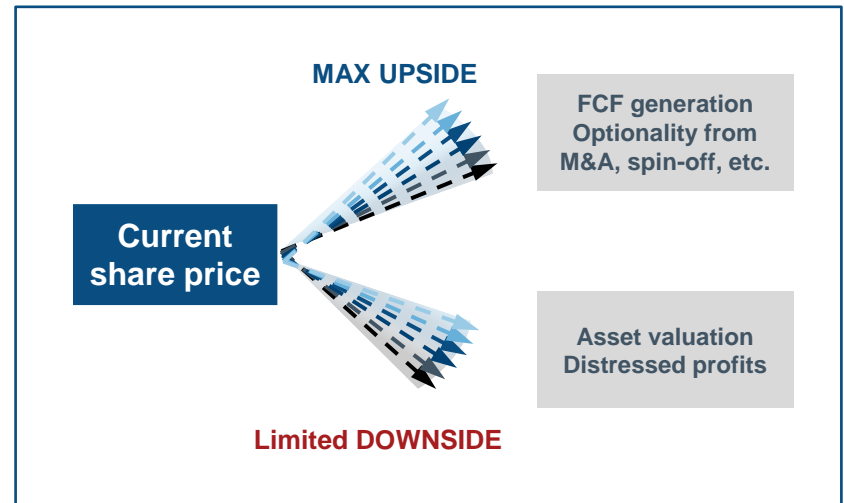 MAX UPSIDE
FCF generation
Optionality from
M&A, spin-off, etc.
Current
share price
Asset valuation
Distressed profits
Limited DOWNSIDE